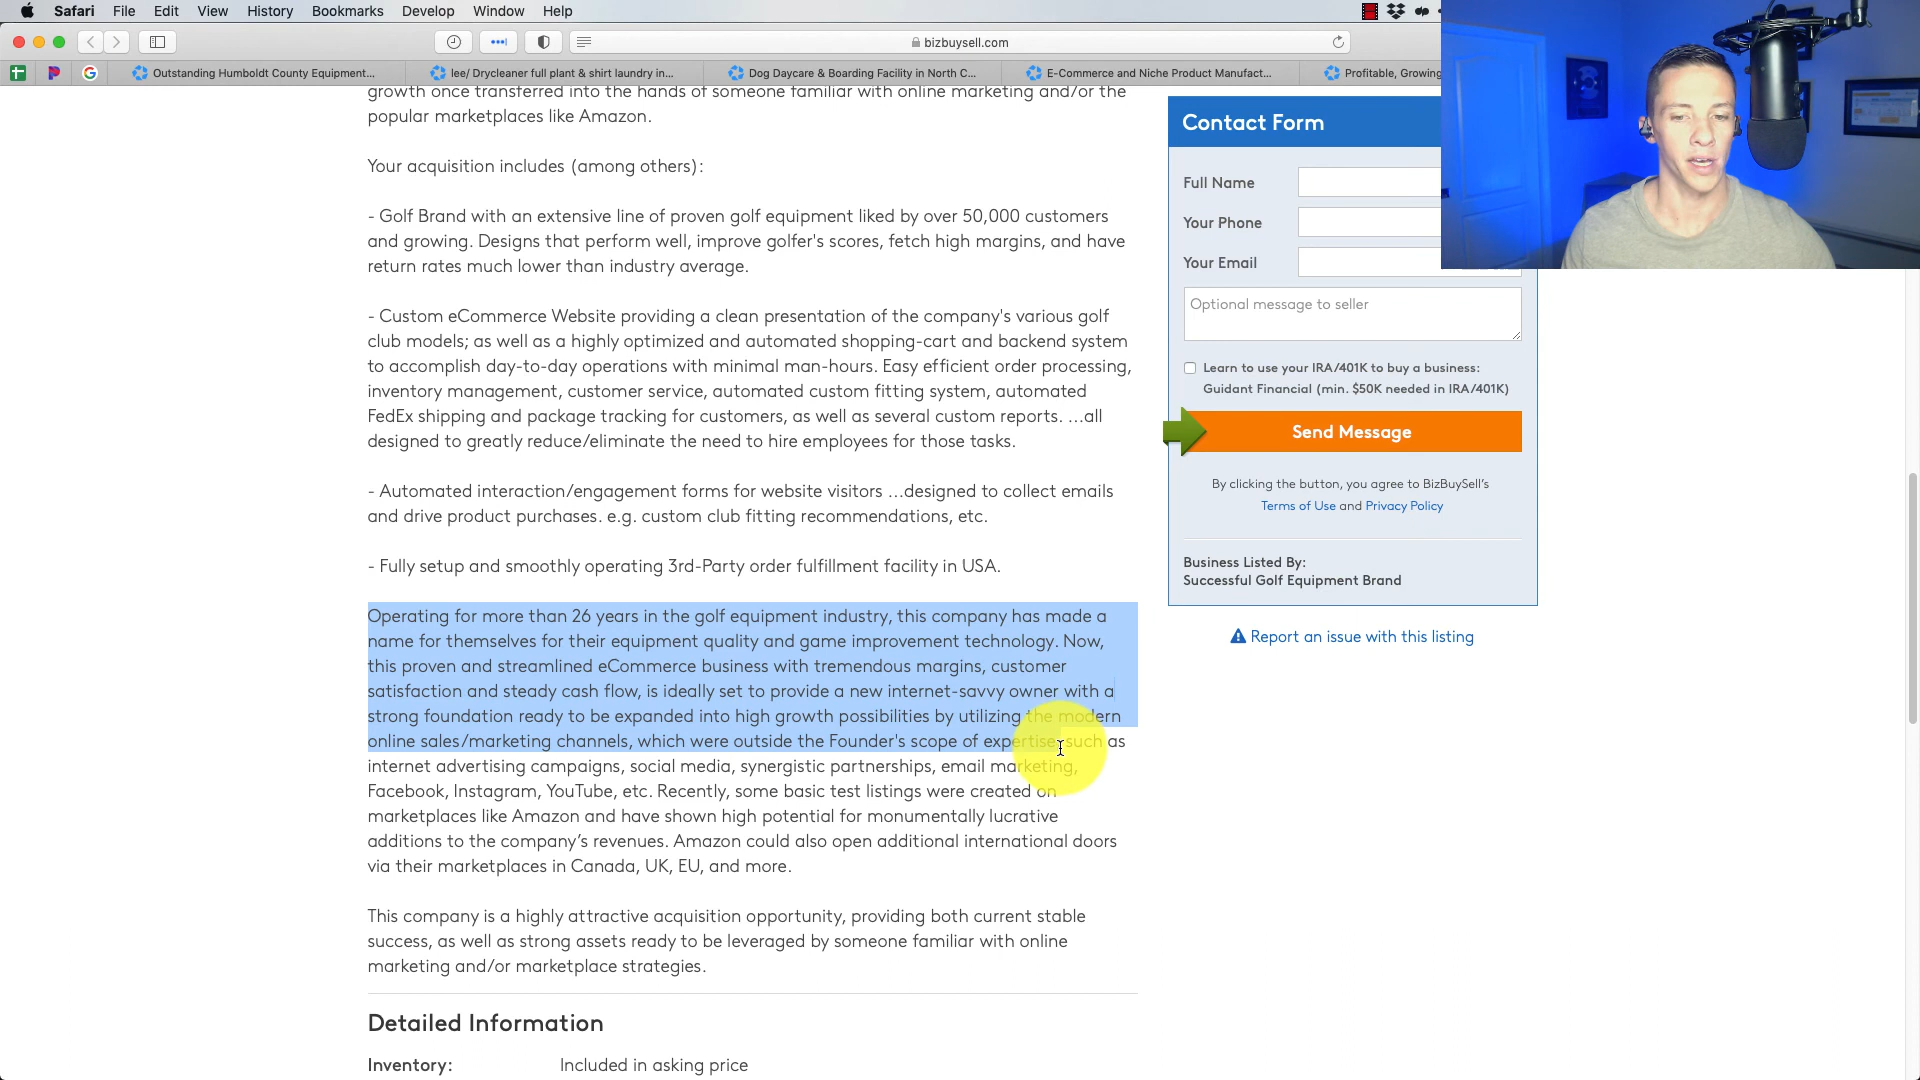 Safari File Edit View History Bookmarks Develop Window Help
bizbuysell.com
Outstanding Humboldt County Equipment... lee/ Drycleaner full plant & shirt laundry in... Dog Daycare & Boarding Facility in North C... E-Commerce and Niche Product Manufact... Profitable, Growing
growth once transferred into the hands of someone familiar with online marketing and/or the
popular marketplaces like Amazon.
Your acquisition includes (among others):
- Golf Brand with an extensive line of proven golf equipment liked by over 50,000 customers
and growing. Designs that perform well, improve golfer's scores, fetch high margins, and have
return rates much lower than industry average.
- Custom eCommerce Website providing a clean presentation of the company's various golf
club models; as well as a highly optimized and automated shopping-cart and backend system
to accomplish day-to-day operations with minimal man-hours. Easy efficient order processing,
inventory management, customer service, automated custom fitting system, automated
FedEx shipping and package tracking for customers, as well as several custom reports. ...all
designed to greatly reduce/eliminate the need to hire employees for those tasks.
- Automated interaction/engagement forms for website visitors ...designed to collect emails
and drive product purchases. e.g. custom club fitting recommendations, etc.
- Fully setup and smoothly operating 3rd-Party order fulfillment facility in USA.
Operating for more than 26 years in the golf equipment industry, this company has made a
name for themselves for their equipment quality and game improvement technology. Now,
this proven and streamlined eCommerce business with tremendous margins, customer
satisfaction and steady cash flow, is ideally set to provide a new internet-savvy owner with a
strong foundation ready to be expanded into high growth possibilities by utilizing the modern
online sales/marketing channels, which were outside the Founder's scope of expertise, such as
internet advertising campaigns, social media, synergistic partnerships, email marketing,
Facebook, Instagram, YouTube, etc. Recently, some basic test listings were created on
marketplaces like Amazon and have shown high potential for monumentally lucrative
additions to the company's revenues. Amazon could also open additional international doors
via their marketplaces in Canada, UK, EU, and more.
This company is a highly attractive acquisition opportunity, providing both current stable
success, as well as strong assets ready to be leveraged by someone familiar with online
marketing and/or marketplace strategies.
Detailed Information
Inventory: Included in asking price
Contact Form
Full Name
Your Phone
Your Email
Optional message to seller
Learn to use your IRA/401K to buy a business:
Guidant Financial (min. $50K needed in IRA/401K)
Send Message
By clicking the button, you agree to BizBuySell's
Terms of Use and Privacy Policy
Business Listed By:
Successful Golf Equipment Brand
Report an issue with this listing